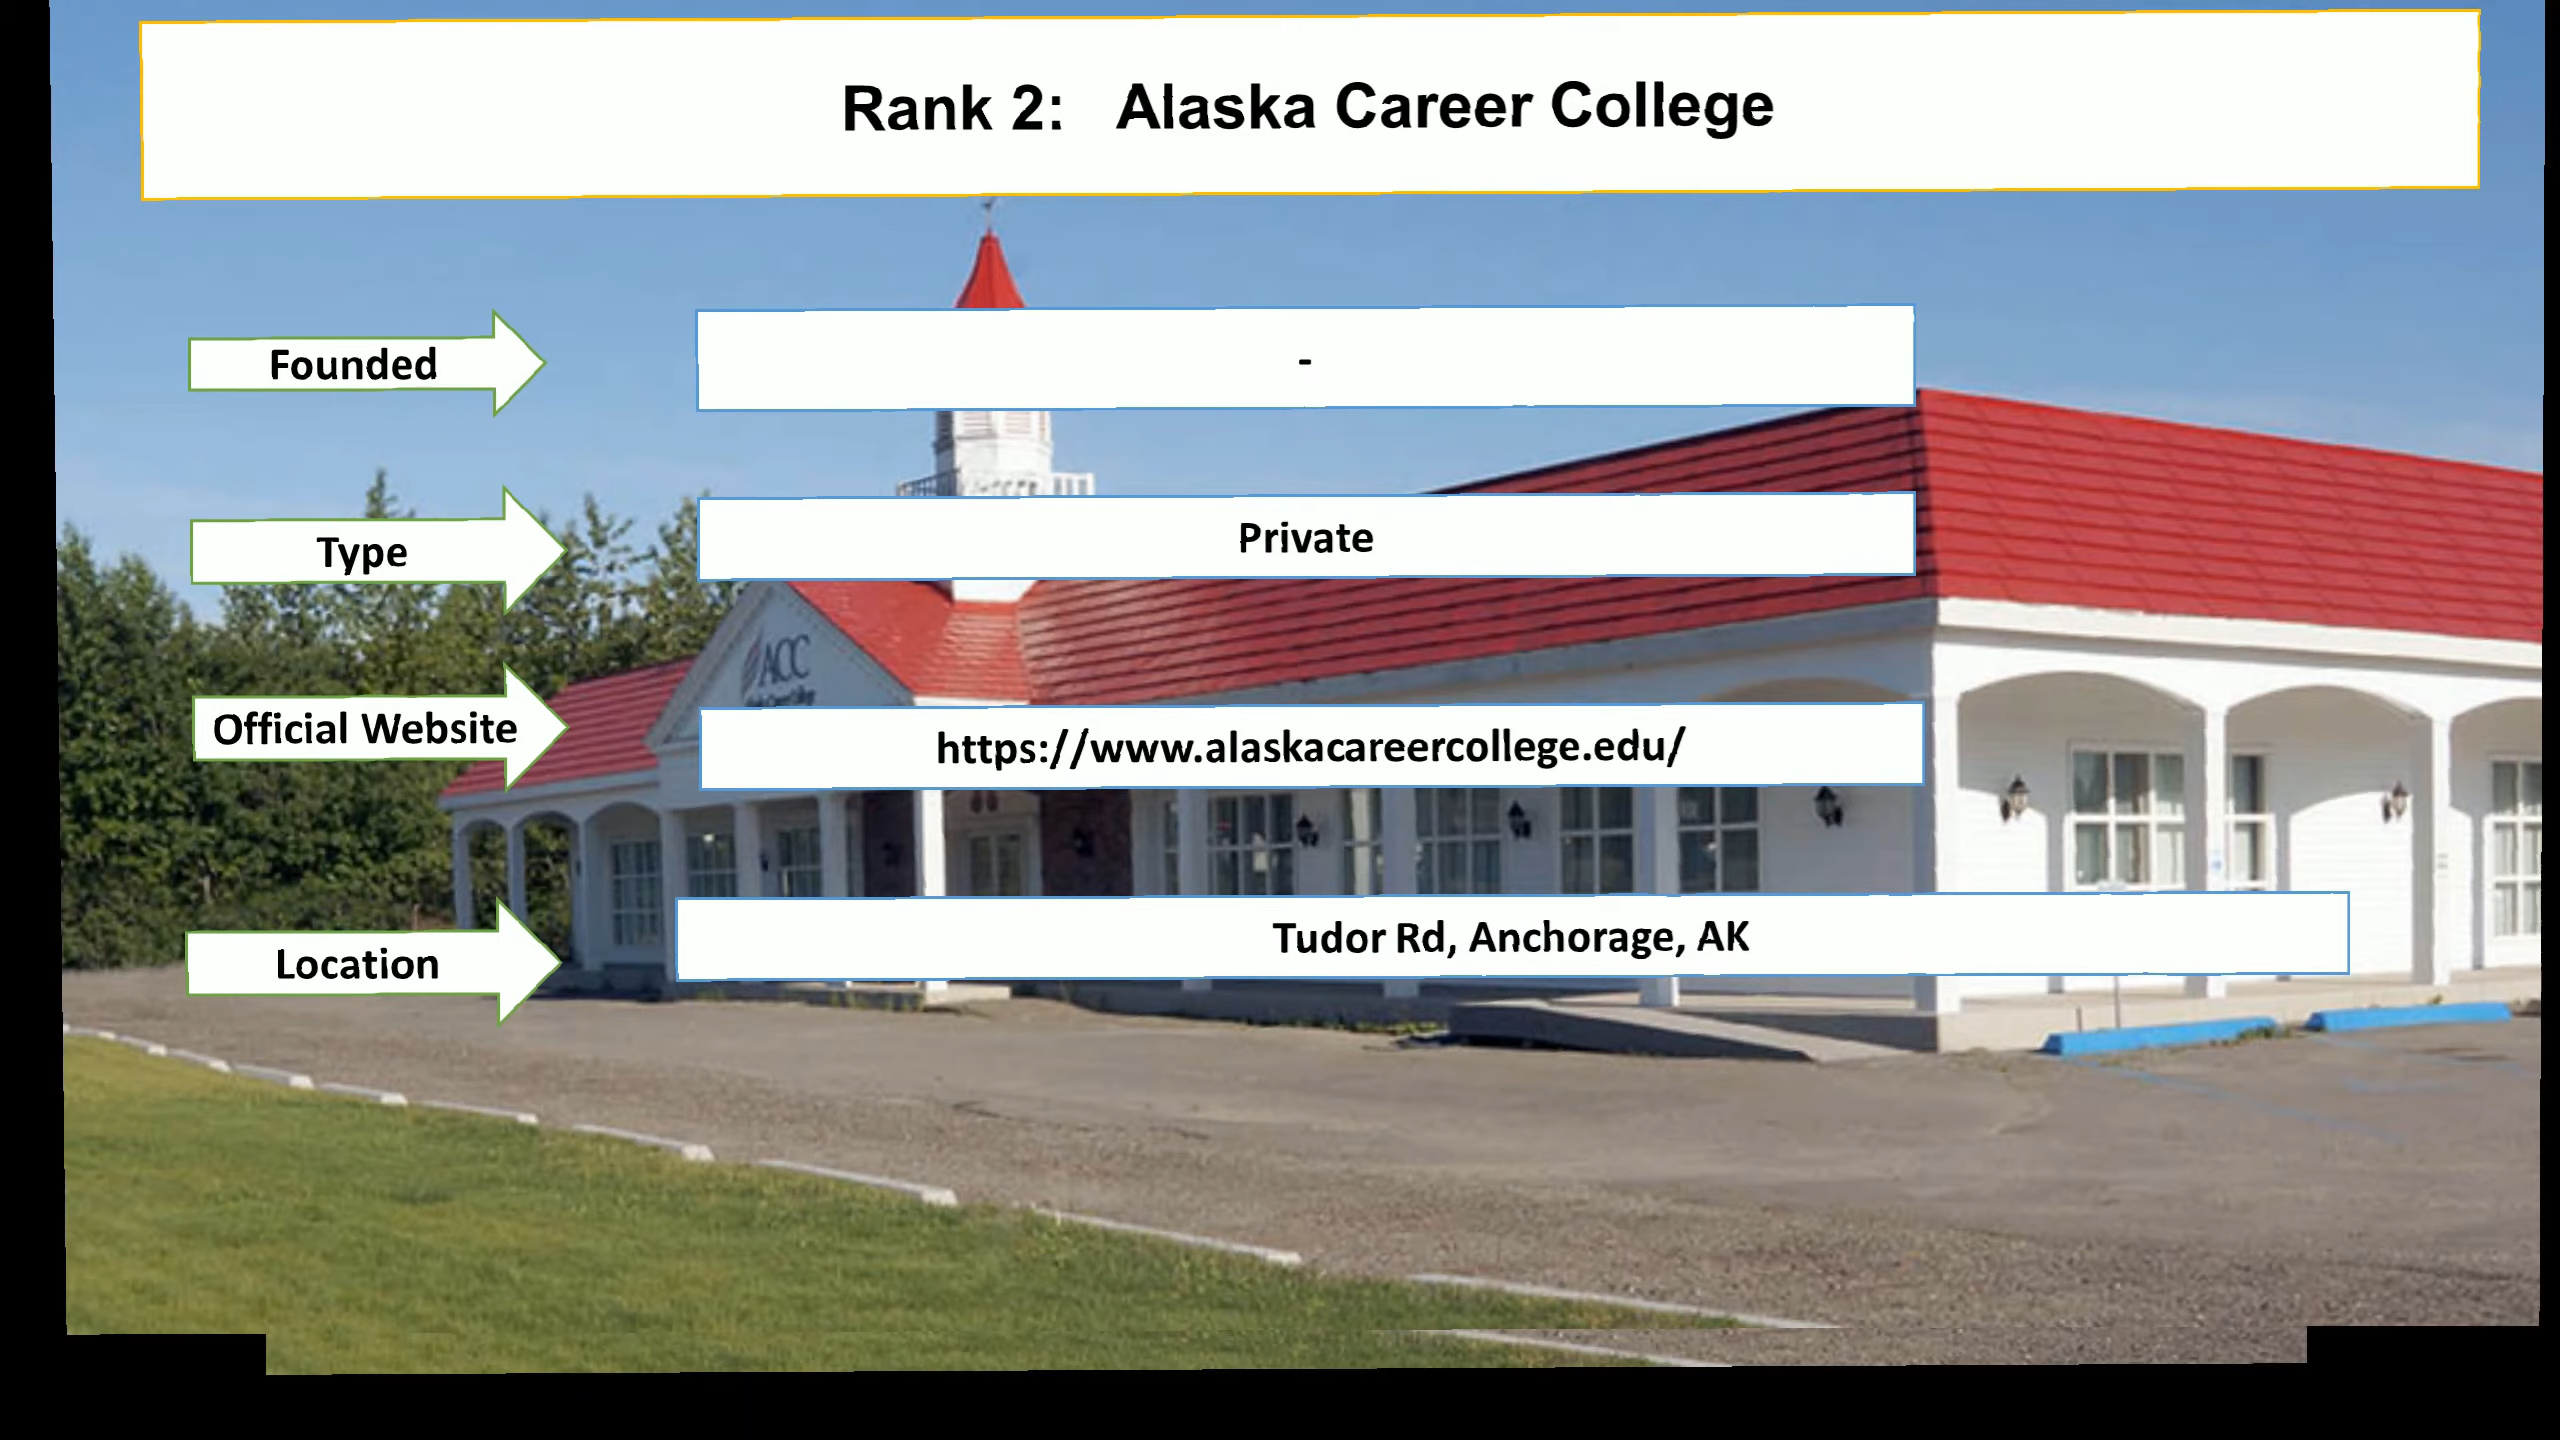 Rank 2: Alaska Career College
Founded
-
Type
Private
ACC
Official Website
https://www.alaskacareercollege.edu/
Location
Tudor Rd, Anchorage, AK